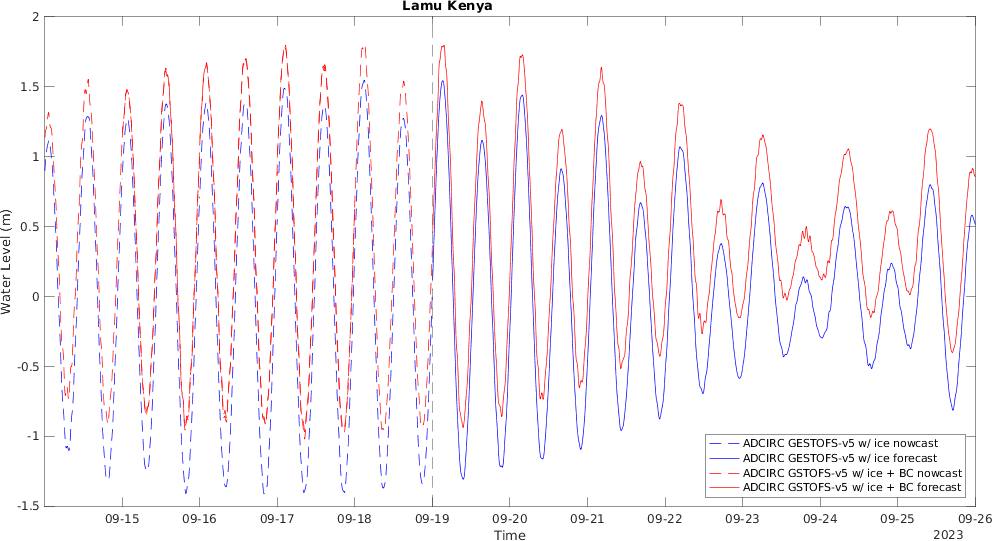 Lamu Kenya
2
1.5
1
0.5
0
-0.5
-1
-1.5
Water Level (m)
ADCIRC GESTOFS-v5 w/ ice nowcast
ADCIRC GESTOFS-v5 w/ ice forecast
ADCIRC GSTOFS-v5 w/ ice + BC nowcast
ADCIRC GSTOFS-v5 w/ ice + BC forecast
09-15 09-16 09-17 09-18 09-19 09-20 09-21 09-22 09-23 09-24 09-25 09-26
Time
2023